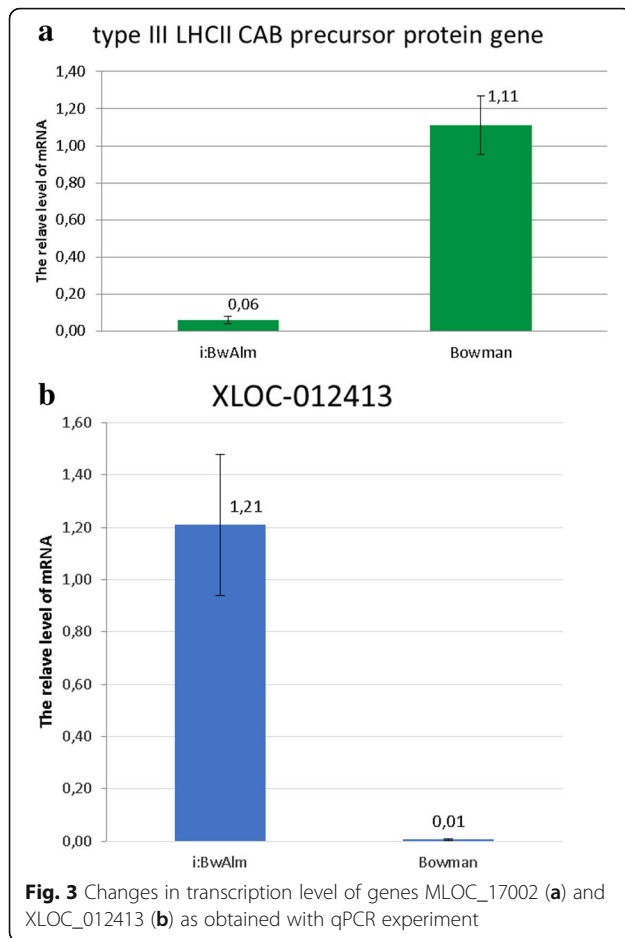 a type III LHCII CAB precursor protein gene
The relave level of mRNA
1,40
1,20
1,00
0,80
0,60
0,40
0,20
0,00
0,06
1,11
i:BwAlm
Bowman
b XLOC-012413
The relave level of mRNA
1,60
1,40
1,20
1,00
0,80
0,60
0,40
0,20
0,00
1,21
0,01
i:BwAlm
Bowman
Fig. 3 Changes in transcription level of genes MLOC_17002 (a) and
XLOC_012413 (b) as obtained with qPCR experiment